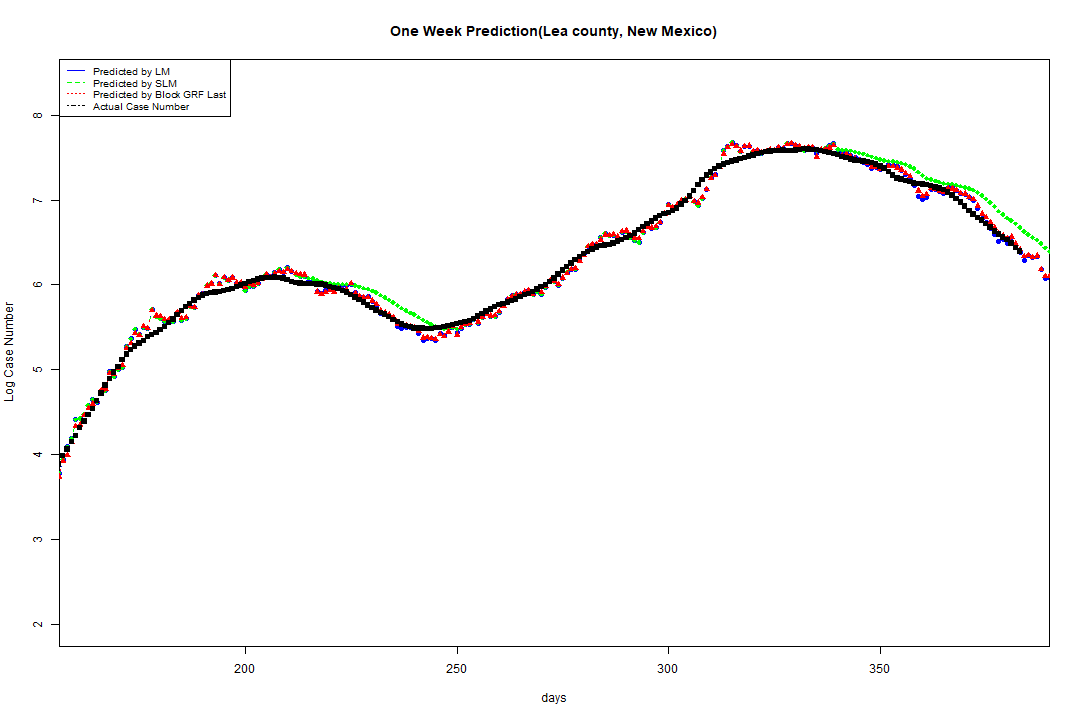 One Week Prediction(Lea county, New Mexico)
Predicted by LM
Predicted by SLM
Predicted by Block GRF Last
Actual Case Number
8
7
6
5
4
3
2
Log Case Number
200 250 300 350
days